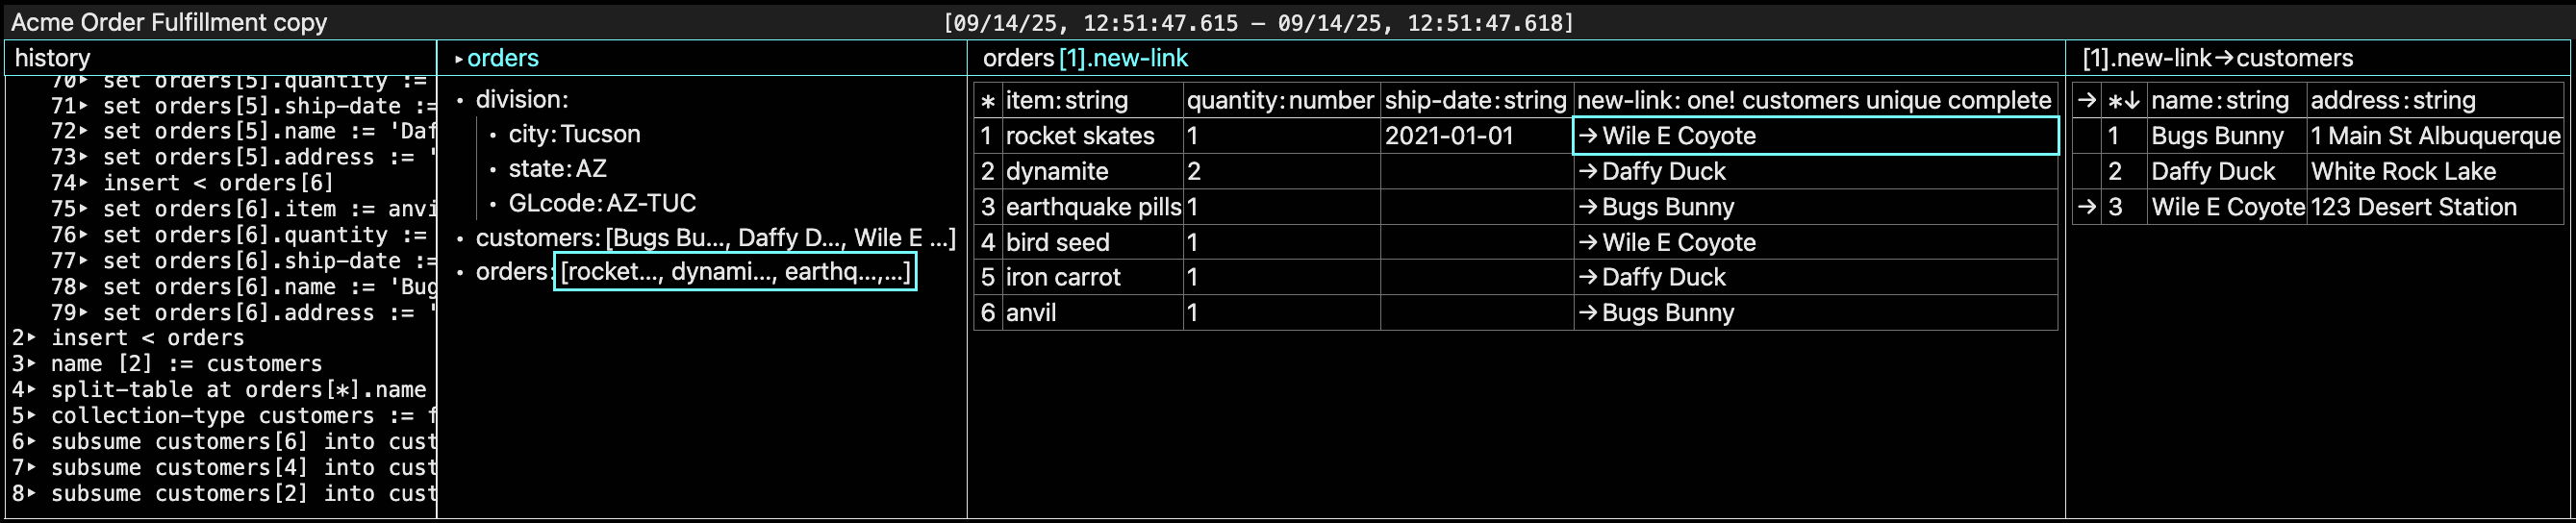 Acme Order Fulfillment copy
[09/14/25, 12:51:47.615 – 09/14/25, 12:51:47.618]
history
70▸ set orders[5].quantity :=
71▸ set orders[5].ship-date :=
72▸ set orders[5].name := 'Daf
73▸ set orders[5].address := '
74▸ insert < orders[6]
75▸ set orders[6].item := anvi
76▸ set orders[6].quantity :=
77▸ set orders[6].ship-date :=
78▸ set orders[6].name := 'Bug
79▸ set orders[6].address := '
2▸ insert < orders
3▸ name [2] := customers
4▸ split-table at orders[*].name
5▸ collection-type customers := f
6▸ subsume customers[6] into cust
7▸ subsume customers[4] into cust
8▸ subsume customers[2] into cust
▸ orders
• division:
• city: Tucson
• state: AZ
• GLcode: AZ-TUC
• customers: [Bugs Bu..., Daffy D..., Wile E ...]
• orders: [rocket..., dynami..., earthq...,...]
orders [1].new-link
* item: string quantity: number ship-date: string new-link: one! customers unique complete
1 rocket skates 1 2021-01-01 → Wile E Coyote
2 dynamite 2 → Daffy Duck
3 earthquake pills 1 → Bugs Bunny
4 bird seed 1 → Wile E Coyote
5 iron carrot 1 → Daffy Duck
6 anvil 1 → Bugs Bunny
[1].new-link→customers
→ *↓ name: string address: string
1 Bugs Bunny 1 Main St Albuquerque
2 Daffy Duck White Rock Lake
→ 3 Wile E Coyote 123 Desert Station